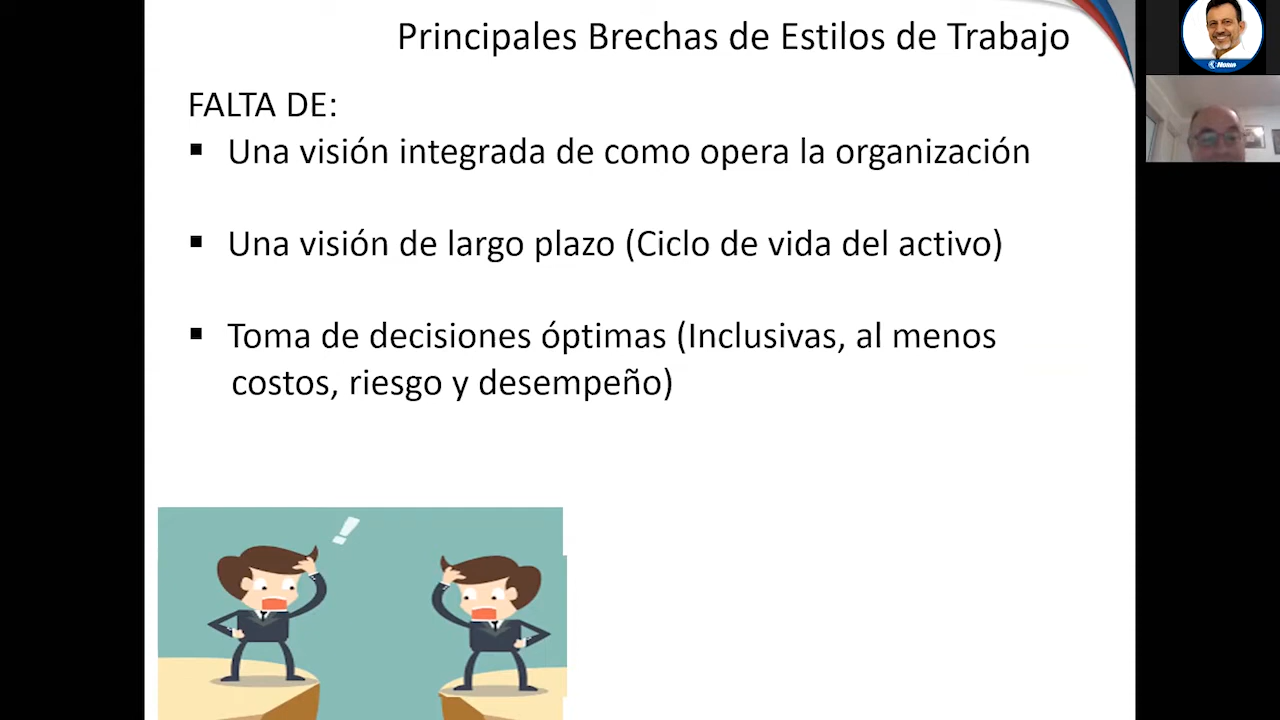 Principales Brechas de Estilos de Trabajo
FALTA DE:
▪ Una visión integrada de como opera la organización
▪ Una visión de largo plazo (Ciclo de vida del activo)
▪ Toma de decisiones óptimas (Inclusivas, al menos
costos, riesgo y desempeño)